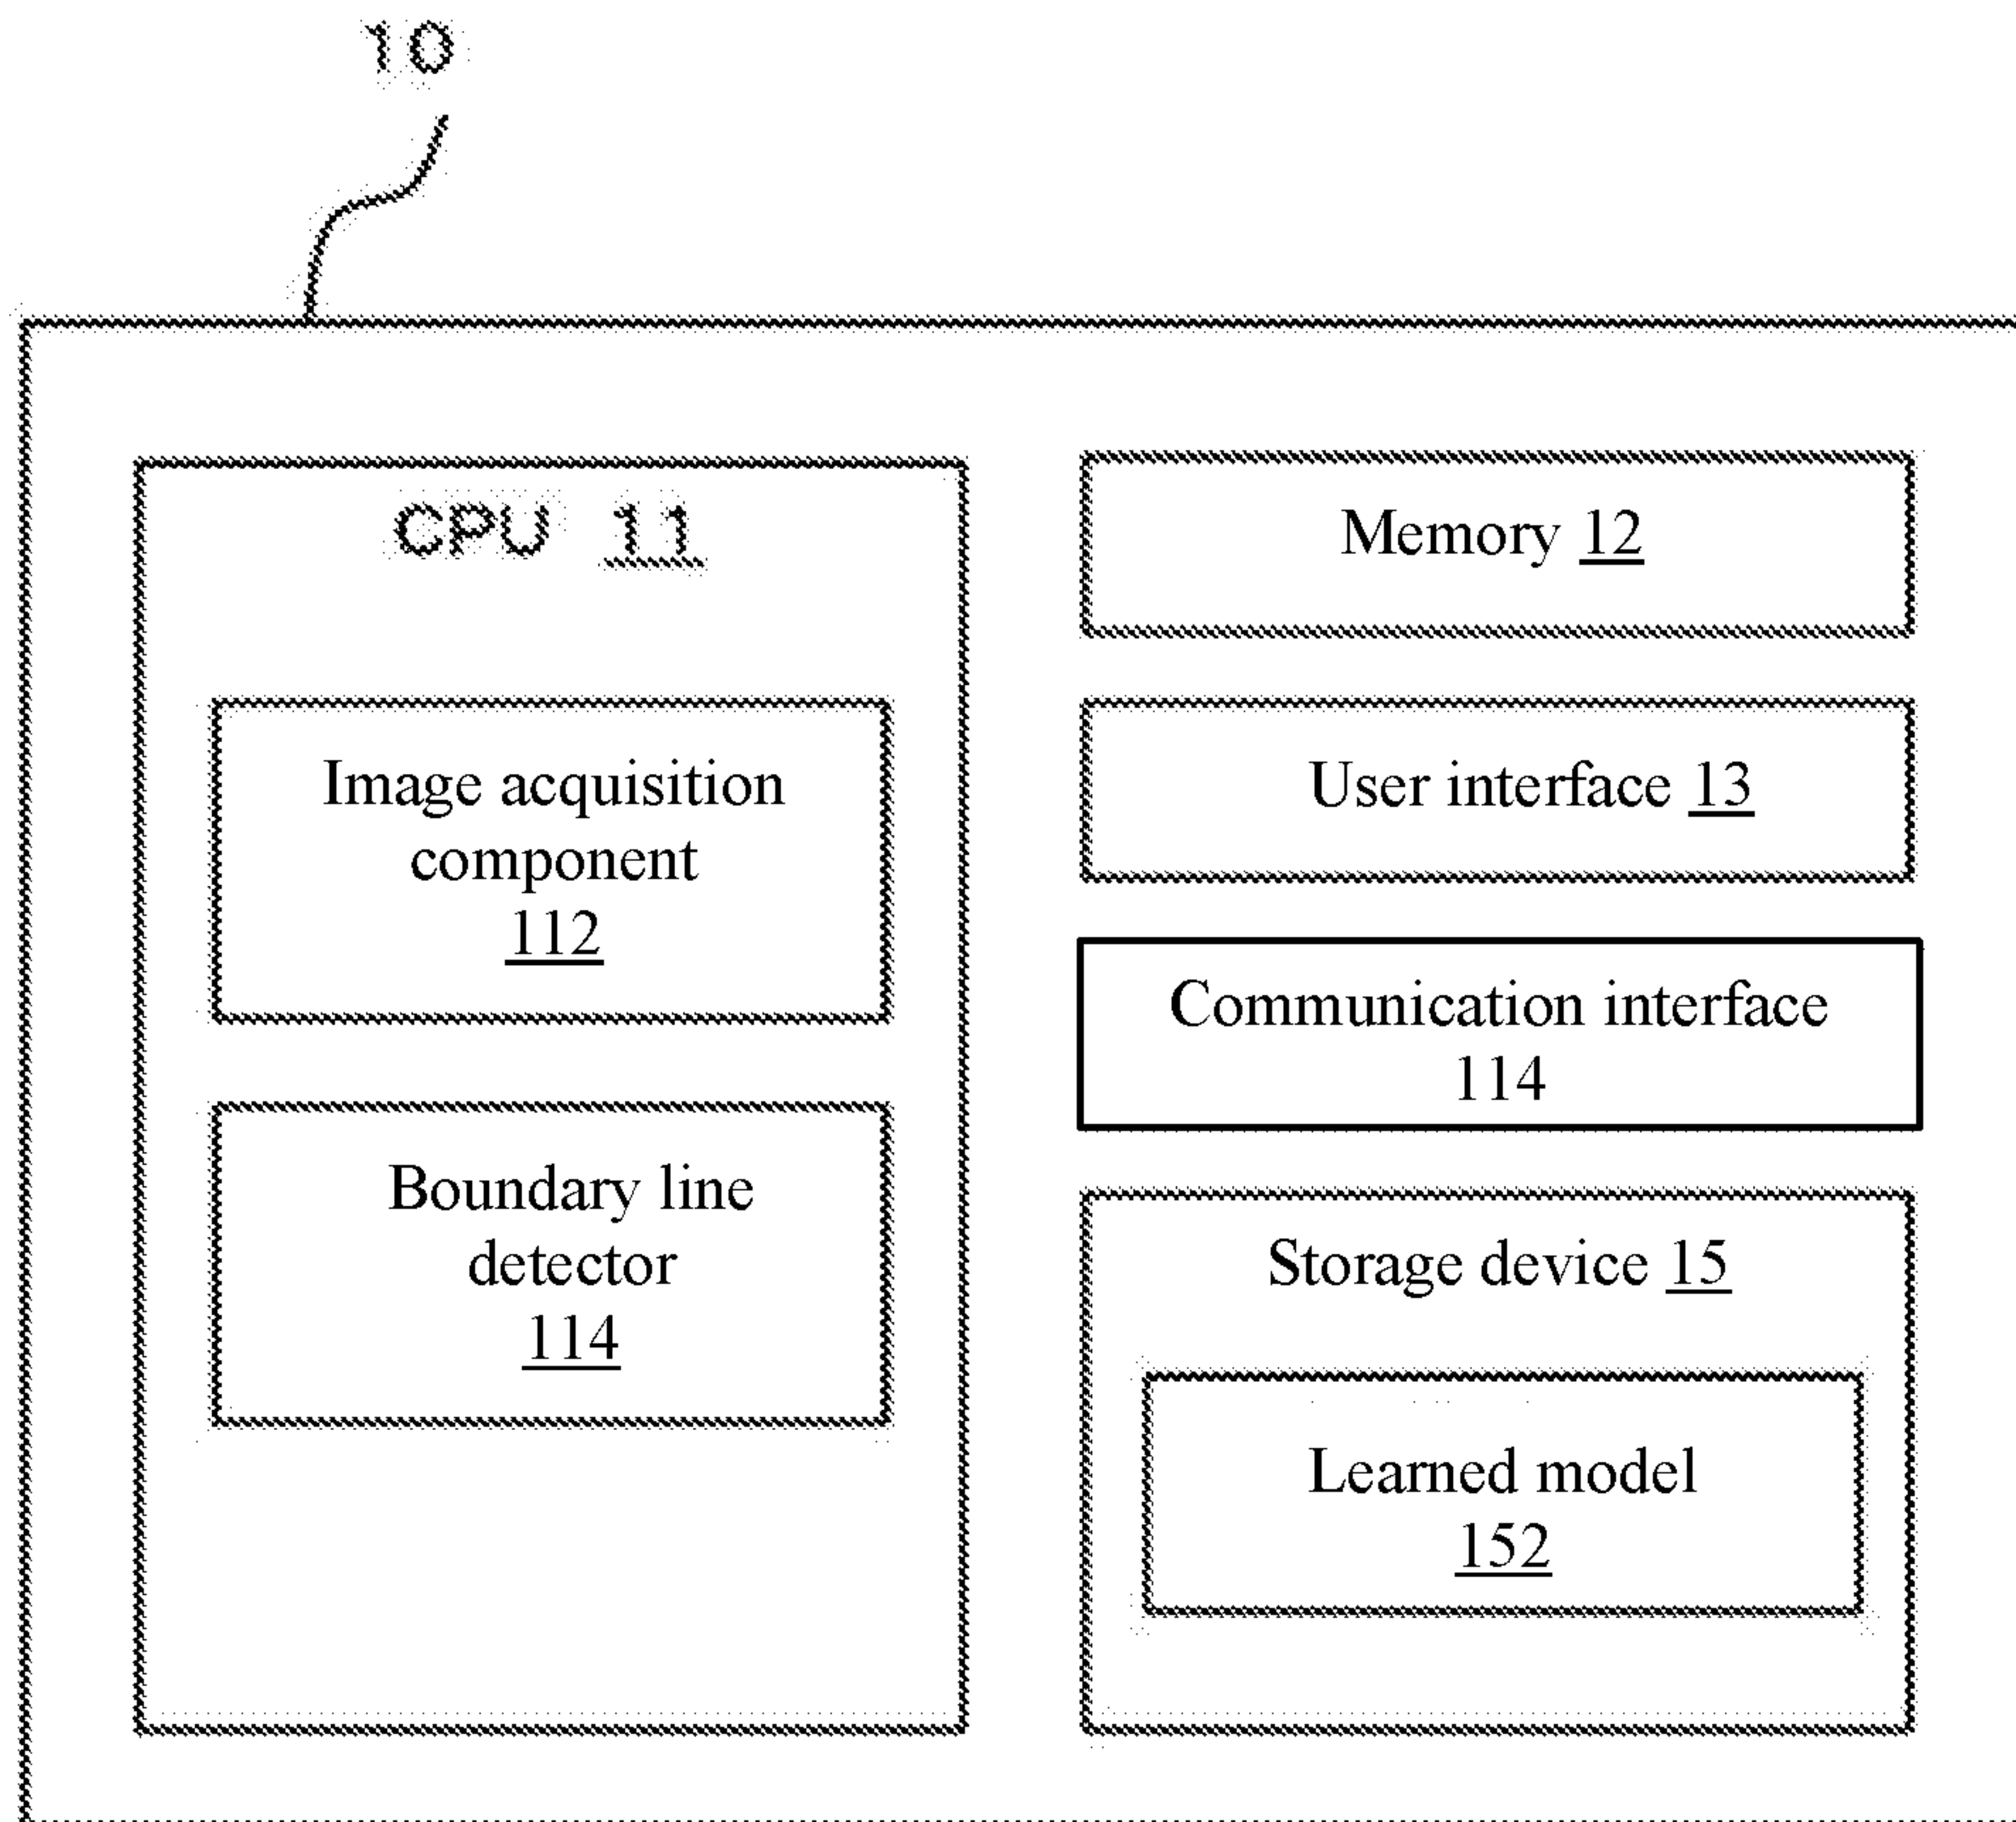 10
CPU 11
Image acquisition
component
112
Boundary line
detector
114
Memory 12
User interface 13
Communication interface
114
Storage device 15
Learned model
152